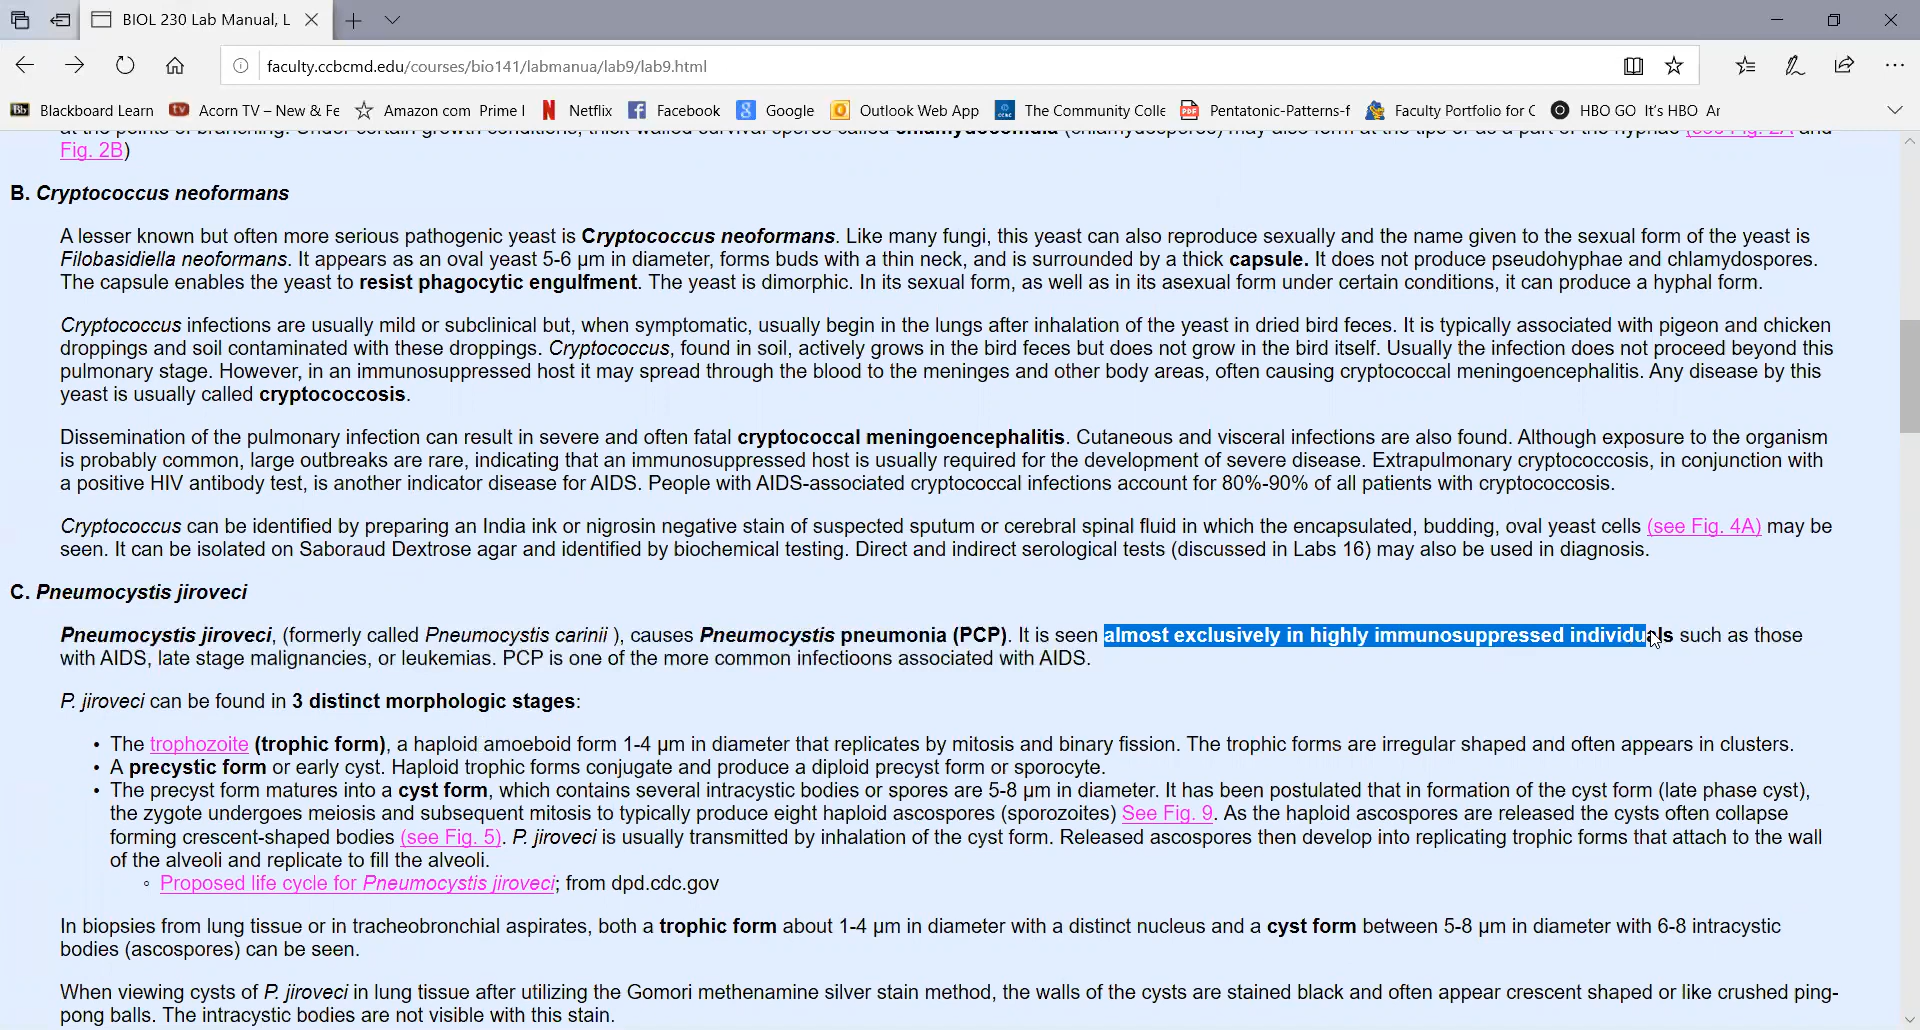 BIOL 230 Lab Manual, L
faculty.ccbcmd.edu/courses/bio141/labmanua/lab9/lab9.html
Blackboard Learn Acorn TV – New & Fe Amazon com Prime I Netflix Facebook Google Outlook Web App The Community Colle Pentatonic-Patterns-f Faculty Portfolio for C HBO GO It's HBO Ar
at the points of branching. Under certain growth conditions, thick-walled survival spores called chlamydoconidia (chlamydospores) may also form at the tips or as a part of the hyphae (see Fig. 2A and
Fig. 2B)
B. Cryptococcus neoformans
A lesser known but often more serious pathogenic yeast is Cryptococcus neoformans. Like many fungi, this yeast can also reproduce sexually and the name given to the sexual form of the yeast is
Filobasidiella neoformans. It appears as an oval yeast 5-6 µm in diameter, forms buds with a thin neck, and is surrounded by a thick capsule. It does not produce pseudohyphae and chlamydospores.
The capsule enables the yeast to resist phagocytic engulfment. The yeast is dimorphic. In its sexual form, as well as in its asexual form under certain conditions, it can produce a hyphal form.
Cryptococcus infections are usually mild or subclinical but, when symptomatic, usually begin in the lungs after inhalation of the yeast in dried bird feces. It is typically associated with pigeon and chicken
droppings and soil contaminated with these droppings. Cryptococcus, found in soil, actively grows in the bird feces but does not grow in the bird itself. Usually the infection does not proceed beyond this
pulmonary stage. However, in an immunosuppressed host it may spread through the blood to the meninges and other body areas, often causing cryptococcal meningoencephalitis. Any disease by this
yeast is usually called cryptococcosis.
Dissemination of the pulmonary infection can result in severe and often fatal cryptococcal meningoencephalitis. Cutaneous and visceral infections are also found. Although exposure to the organism
is probably common, large outbreaks are rare, indicating that an immunosuppressed host is usually required for the development of severe disease. Extrapulmonary cryptococcosis, in conjunction with
a positive HIV antibody test, is another indicator disease for AIDS. People with AIDS-associated cryptococcal infections account for 80%-90% of all patients with cryptococcosis.
Cryptococcus can be identified by preparing an India ink or nigrosin negative stain of suspected sputum or cerebral spinal fluid in which the encapsulated, budding, oval yeast cells (see Fig. 4A) may be
seen. It can be isolated on Saboraud Dextrose agar and identified by biochemical testing. Direct and indirect serological tests (discussed in Labs 16) may also be used in diagnosis.
C. Pneumocystis jiroveci
Pneumocystis jiroveci, (formerly called Pneumocystis carinii ), causes Pneumocystis pneumonia (PCP). It is seen almost exclusively in highly immunosuppressed individuals such as those
with AIDS, late stage malignancies, or leukemias. PCP is one of the more common infectioons associated with AIDS.
P. jiroveci can be found in 3 distinct morphologic stages:
• The trophozoite (trophic form), a haploid amoeboid form 1-4 µm in diameter that replicates by mitosis and binary fission. The trophic forms are irregular shaped and often appears in clusters.
• A precystic form or early cyst. Haploid trophic forms conjugate and produce a diploid precyst form or sporocyte.
• The precyst form matures into a cyst form, which contains several intracystic bodies or spores are 5-8 µm in diameter. It has been postulated that in formation of the cyst form (late phase cyst),
the zygote undergoes meiosis and subsequent mitosis to typically produce eight haploid ascospores (sporozoites) See Fig. 9. As the haploid ascospores are released the cysts often collapse
forming crescent-shaped bodies (see Fig. 5). P. jiroveci is usually transmitted by inhalation of the cyst form. Released ascospores then develop into replicating trophic forms that attach to the wall
of the alveoli and replicate to fill the alveoli.
◦ Proposed life cycle for Pneumocystis jiroveci; from dpd.cdc.gov
In biopsies from lung tissue or in tracheobronchial aspirates, both a trophic form about 1-4 µm in diameter with a distinct nucleus and a cyst form between 5-8 µm in diameter with 6-8 intracystic
bodies (ascospores) can be seen.
When viewing cysts of P. jiroveci in lung tissue after utilizing the Gomori methenamine silver stain method, the walls of the cysts are stained black and often appear crescent shaped or like crushed ping-
pong balls. The intracystic bodies are not visible with this stain.